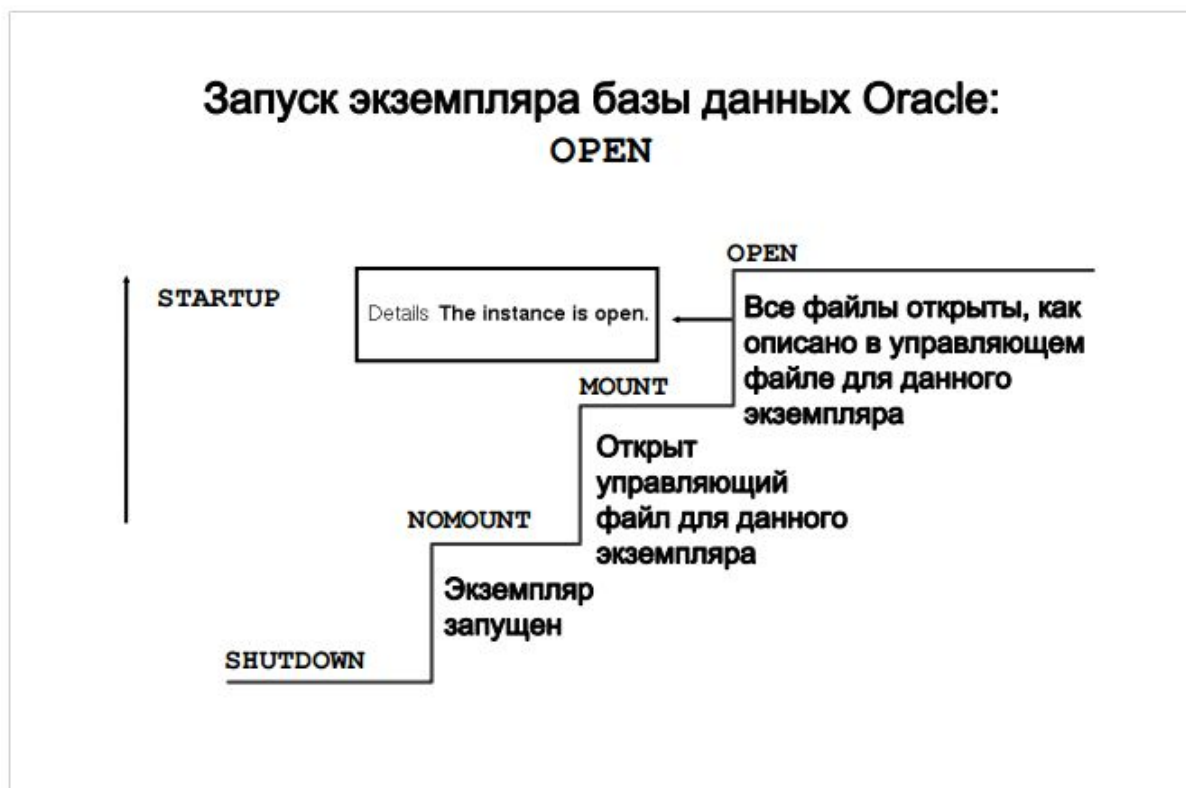 Запуск экземпляра базы данных Oracle:
OPEN
OPEN
STARTUP
Details The instance is open.
Все файлы открыты, как
описано в управляющем
файле для данного
экземпляра
MOUNT
Открыт
управляющий
файл для данного
экземпляра
NOMOUNT
Экземпляр
запущен
SHUTDOWN